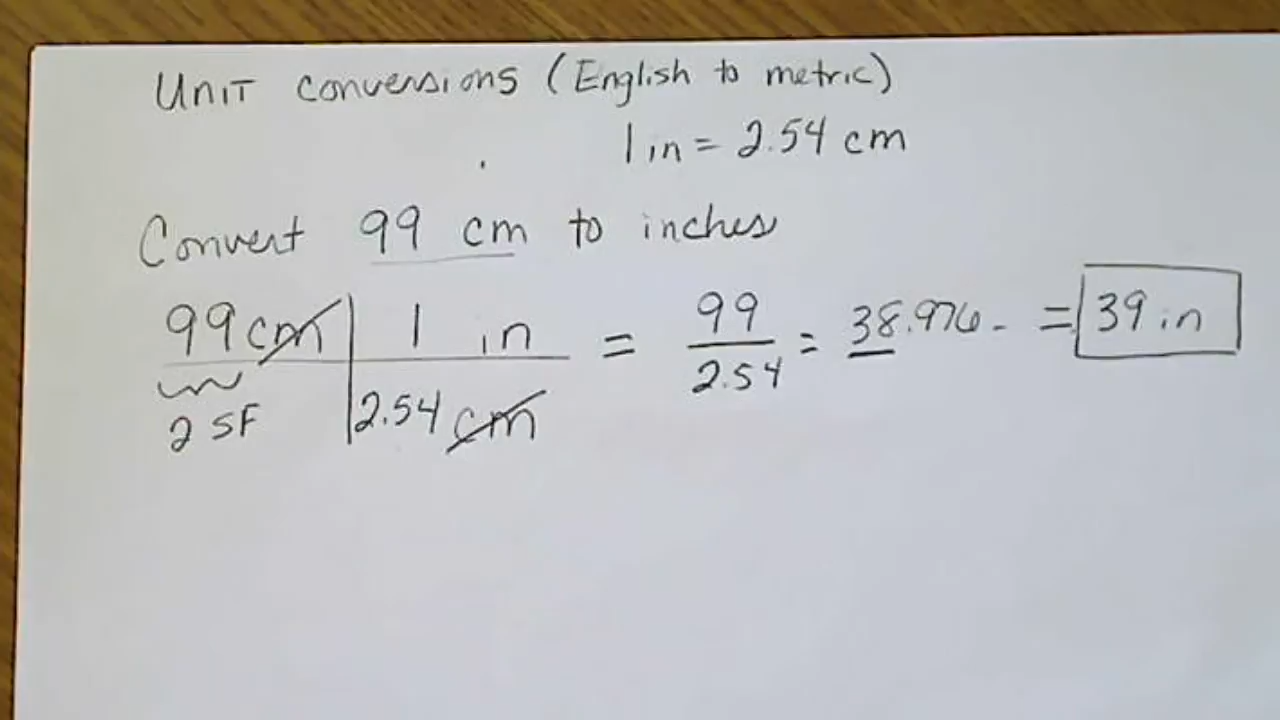 Unit conversions (English to metric)
1 in = 2.54 cm
Convert 99 cm to inches
99 cm | 1 in = 99 = 38.976- = 39 in
2 SF | 2.54 cm 2.54